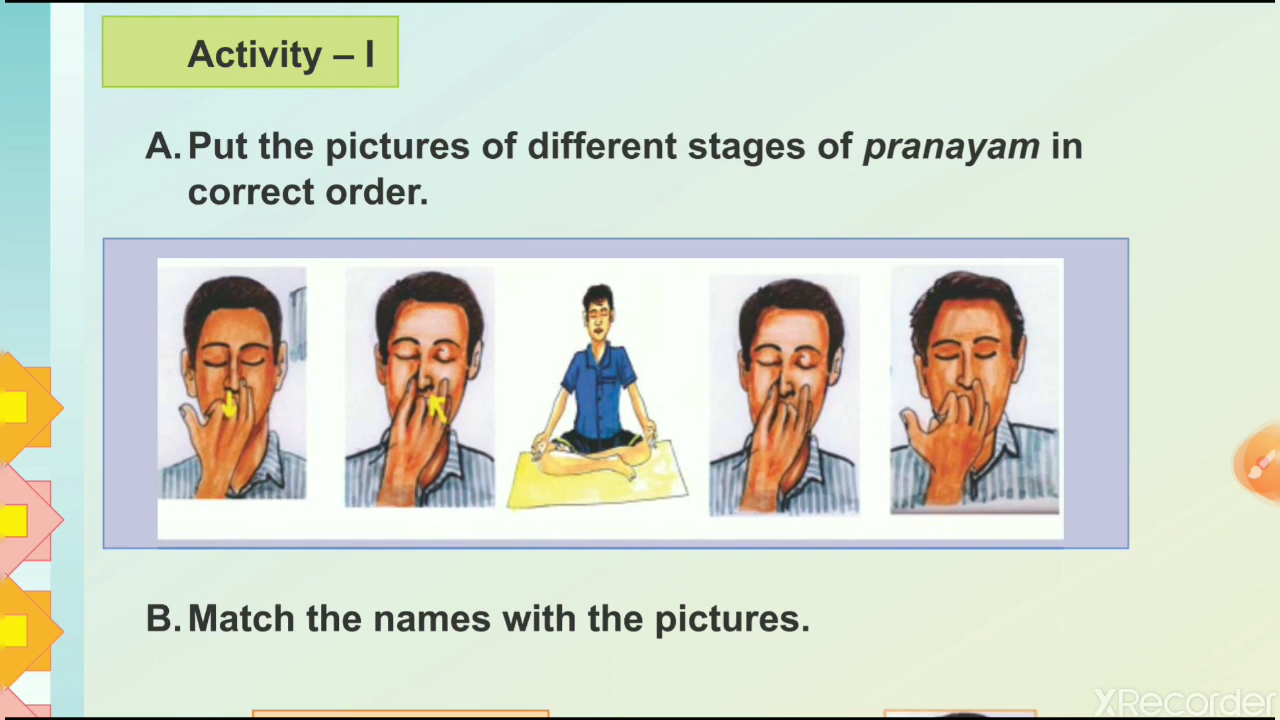 Activity – I
A. Put the pictures of different stages of pranayam in
correct order.
B. Match the names with the pictures.
XRecorder